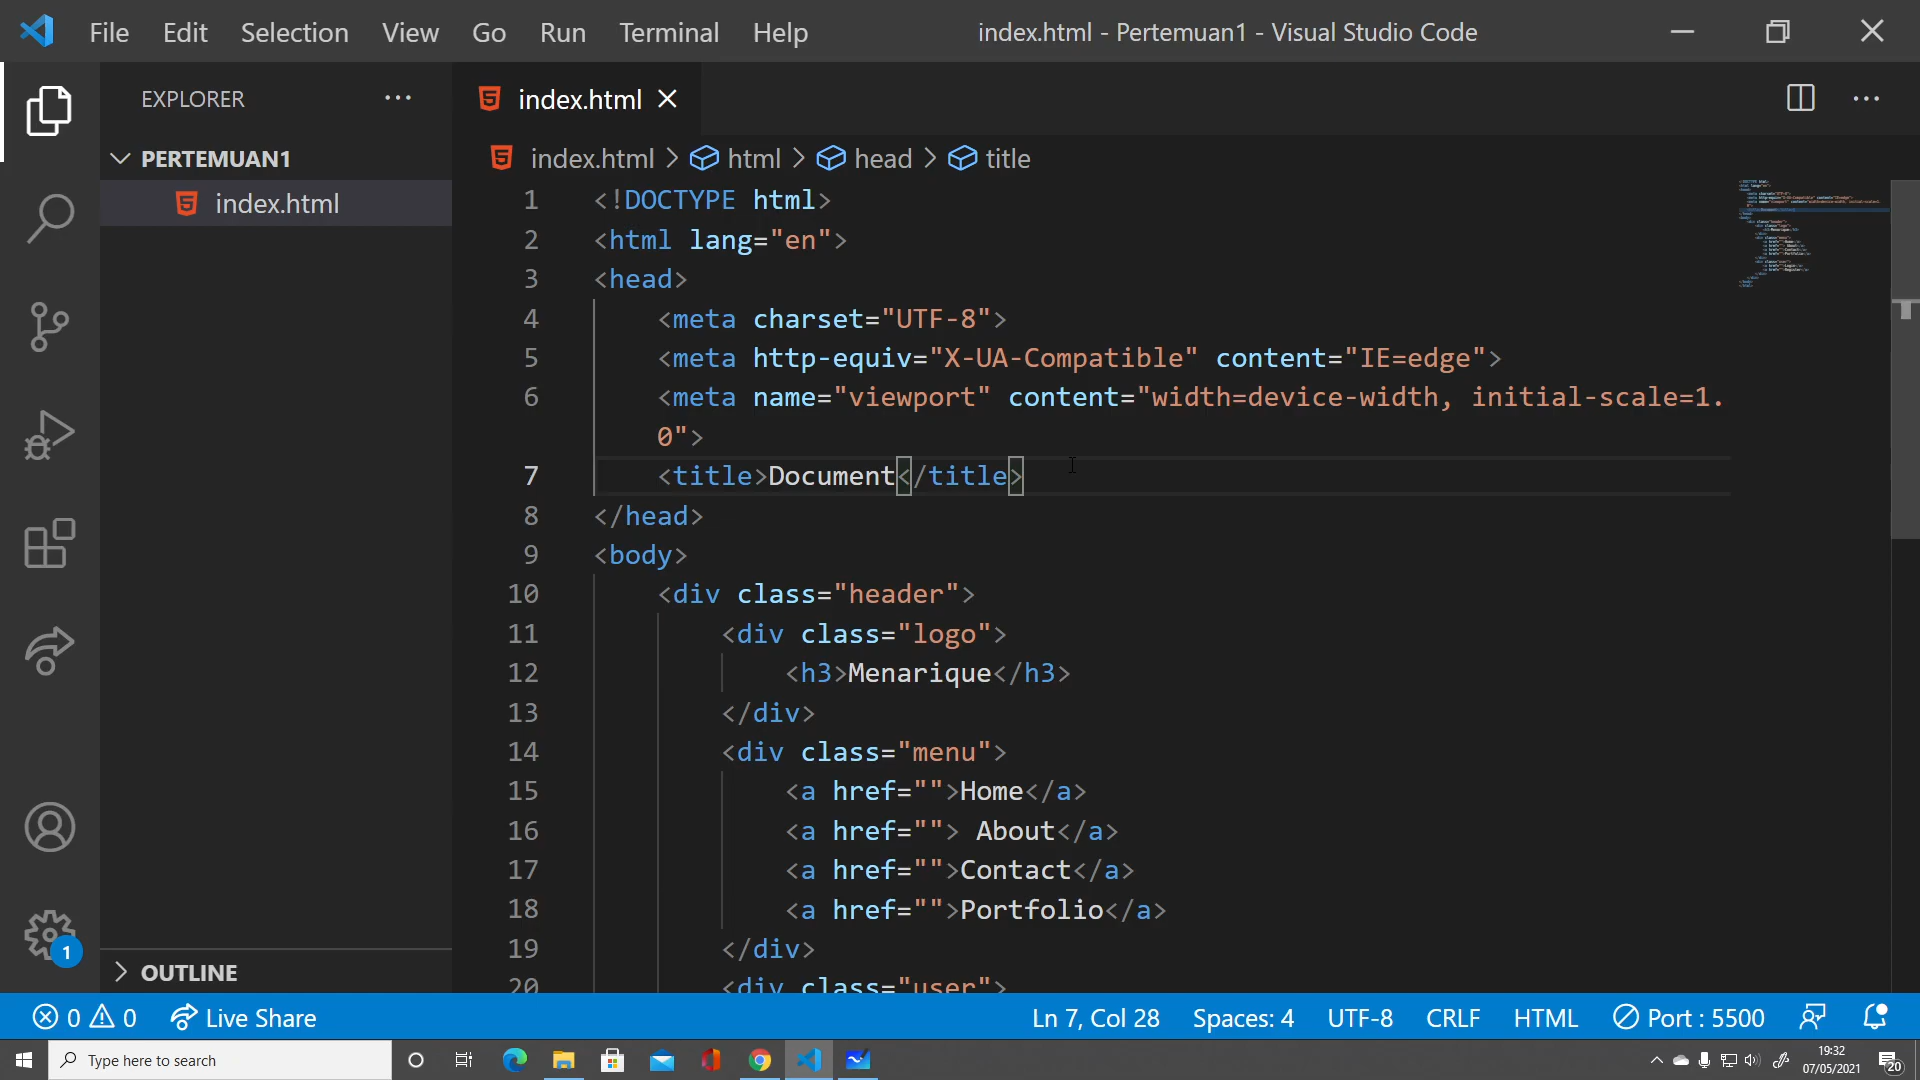 File Edit Selection View Go Run Terminal Help index.html - Pertemuan1 - Visual Studio Code
EXPLORER
PERTEMUAN1
index.html
OUTLINE
index.html
index.html > html > head > title
1 <!DOCTYPE html>
2 <html lang="en">
3 <head>
4 <meta charset="UTF-8">
5 <meta http-equiv="X-UA-Compatible" content="IE=edge">
6 <meta name="viewport" content="width=device-width, initial-scale=1.
0">
7 <title>Document</title>
8 </head>
9 <body>
10 <div class="header">
11 <div class="logo">
12 <h3>Menarique</h3>
13 </div>
14 <div class="menu">
15 <a href="">Home</a>
16 <a href=""> About</a>
17 <a href="">Contact</a>
18 <a href="">Portfolio</a>
19 </div>
20 <div class="user">
1
0 0 Live Share Ln 7, Col 28 Spaces: 4 UTF-8 CRLF HTML Port : 5500
Type here to search
19:32
07/05/2021
20